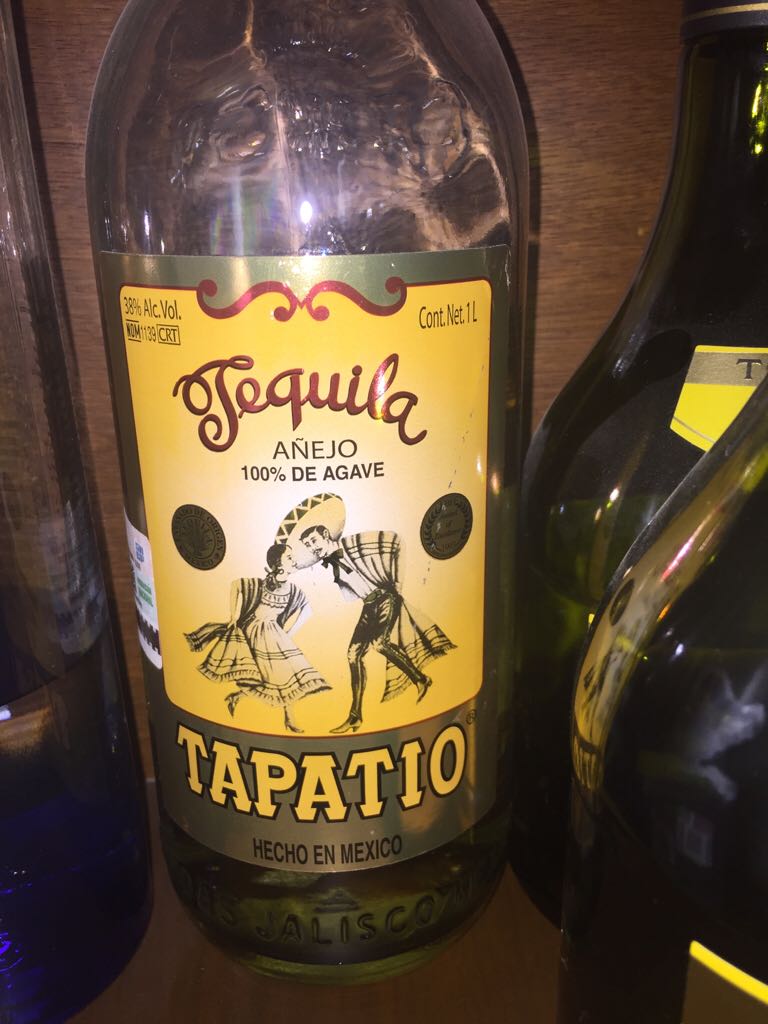 38% Alc.Vol.
NOM 1139 CRT
Cont.Net.1 L
Tequila
AÑEJO
100% DE AGAVE
TAPATIO®
HECHO EN MEXICO
JALISCO
T